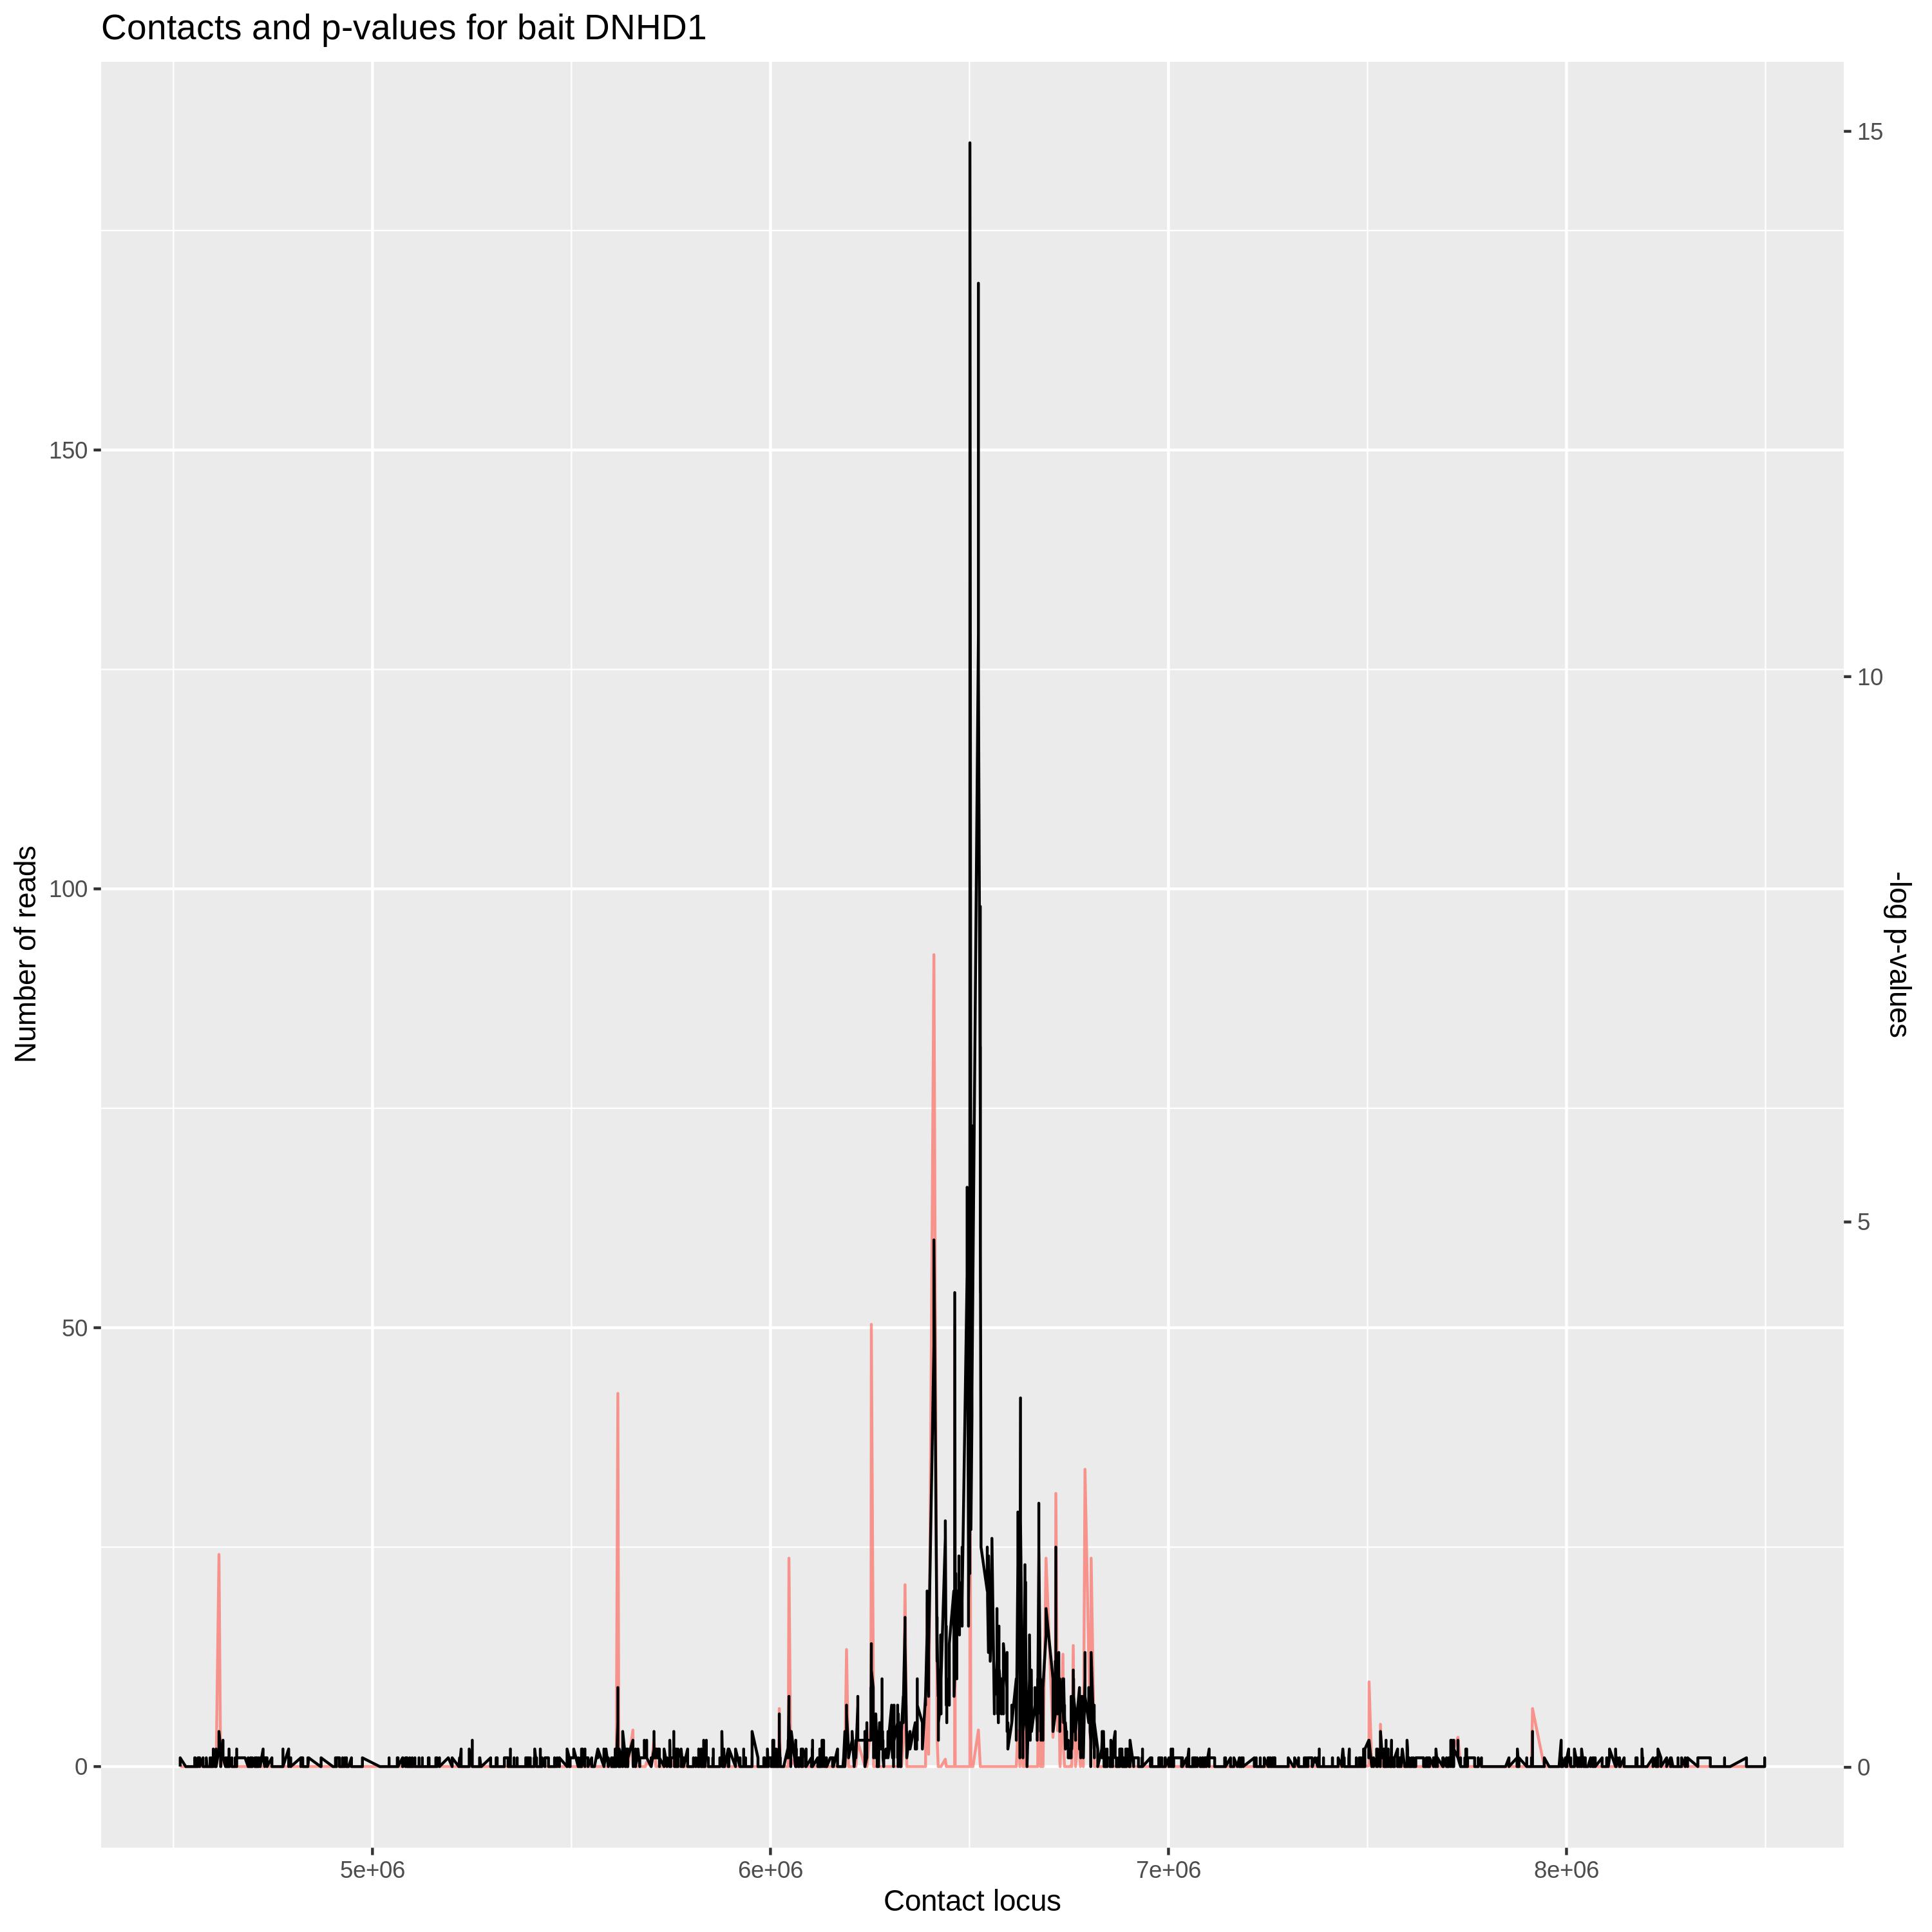 Contacts and p-values for bait DNHD1
Number of reads
150
100
50
0
15
10
5
0
-log p-values
5e+06
6e+06
7e+06
8e+06
Contact locus